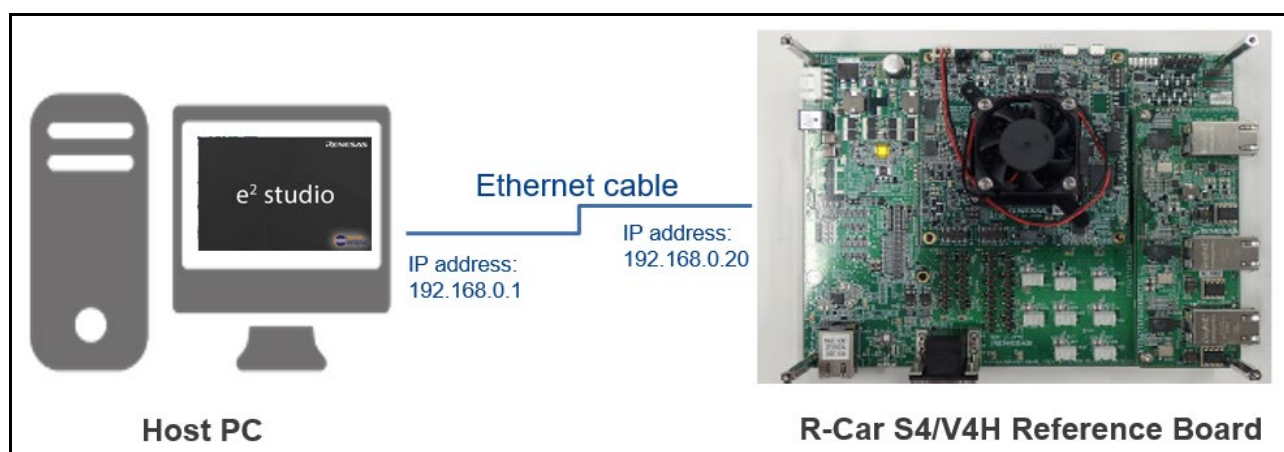 RENESAS
e² studio
Ethernet cable
IP address:
192.168.0.1
IP address:
192.168.0.20
RENESAS
Host PC
R-Car S4/V4H Reference Board